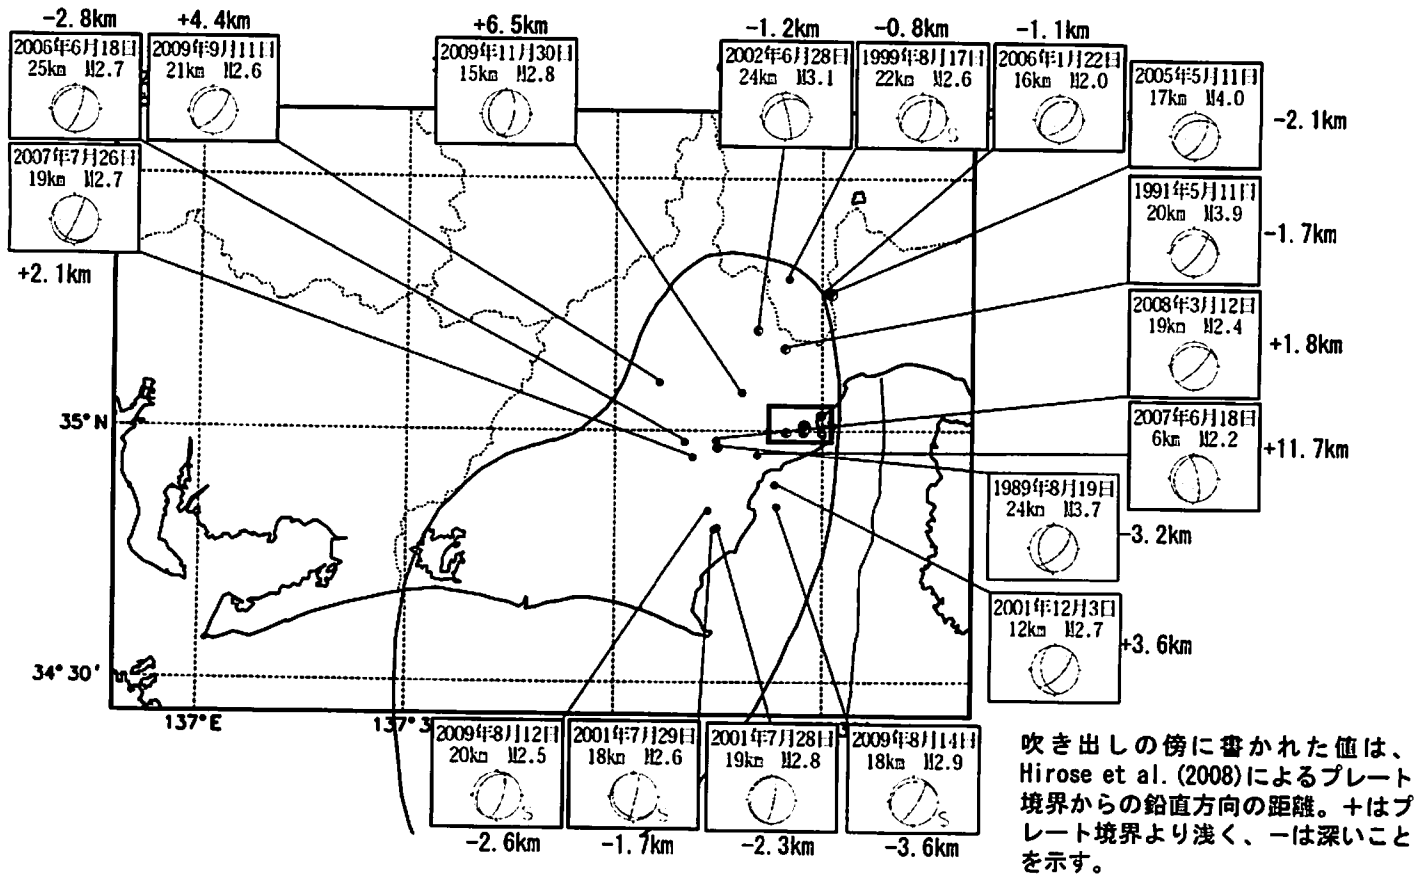 -2.8km
+4.4km
+6.5km
-1.2km
-0.8km
-1.1km
2006年6月18日
25km M2.7
2009年9月11日
21km M2.6
2009年11月30日
15km M2.8
2002年6月28日
24km M3.1
1999年8月17日
22km M2.6
S
2006年1月22日
16km M2.0
2005年5月11日
17km M4.0
-2.1km
2007年7月26日
19km M2.7
+2.1km
1991年5月11日
20km M3.9
-1.7km
2008年3月12日
19km M2.4
+1.8km
2007年6月18日
6km M2.2
+11.7km
35°N
1989年8月19日
24km M3.7
-3.2km
2001年12月3日
12km M2.7
+3.6km
34°30'
137°E
137°3
2009年8月12日
20km M2.5
S
-2.6km
2001年7月29日
18km M2.6
S
-1.7km
2001年7月28日
19km M2.8
-2.3km
2009年8月14日
18km M2.9
S
-3.6km
吹き出しの傍に書かれた値は、
Hirose et al.(2008)によるプレート
境界からの鉛直方向の距離。＋はプ
レート境界より浅く、－は深いこと
を示す。